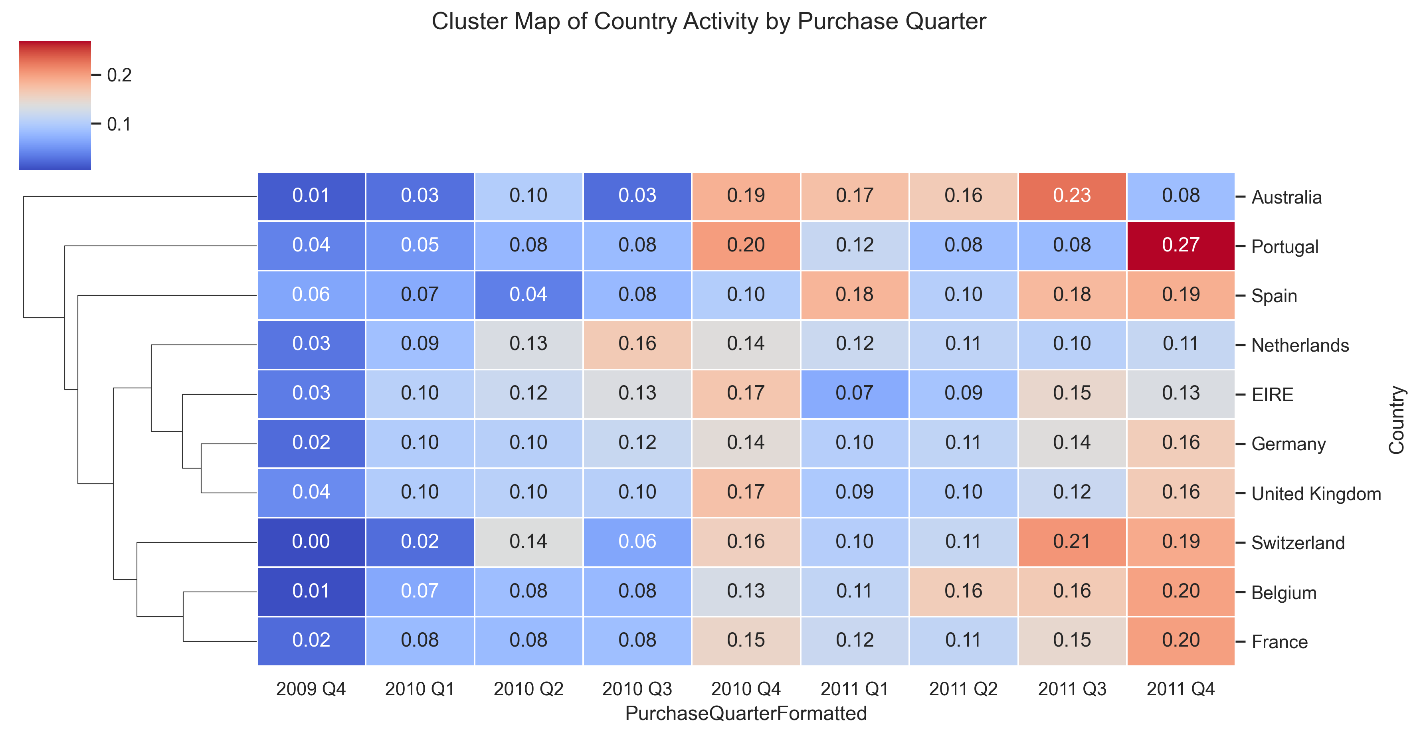 Cluster Map of Country Activity by Purchase Quarter
0.2
0.1
0.01 0.03 0.10 0.03 0.19 0.17 0.16 0.23 0.08 Australia
0.04 0.05 0.08 0.08 0.20 0.12 0.08 0.08 0.27 Portugal
0.06 0.07 0.04 0.08 0.10 0.18 0.10 0.18 0.19 Spain
0.03 0.09 0.13 0.16 0.14 0.12 0.11 0.10 0.11 Netherlands
0.03 0.10 0.12 0.13 0.17 0.07 0.09 0.15 0.13 EIRE
0.02 0.10 0.10 0.12 0.14 0.10 0.11 0.14 0.16 Germany
0.04 0.10 0.10 0.10 0.17 0.09 0.10 0.12 0.16 United Kingdom
0.00 0.02 0.14 0.06 0.16 0.10 0.11 0.21 0.19 Switzerland
0.01 0.07 0.08 0.08 0.13 0.11 0.16 0.16 0.20 Belgium
0.02 0.08 0.08 0.08 0.15 0.12 0.11 0.15 0.20 France
Country
2009 Q4 2010 Q1 2010 Q2 2010 Q3 2010 Q4 2011 Q1 2011 Q2 2011 Q3 2011 Q4
PurchaseQuarterFormatted